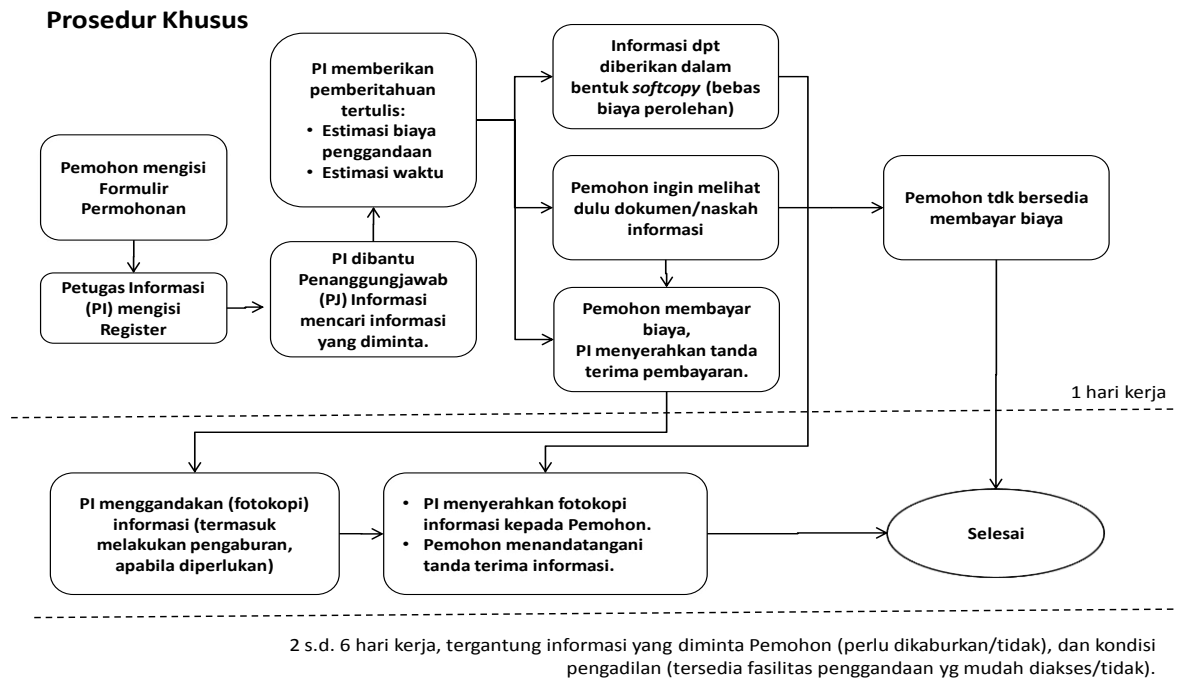 Prosedur Khusus
Pemohon mengisi
Formulir
Permohonan
Petugas Informasi
(PI) mengisi
Register
PI dibantu
Penanggungjawab
(PJ) Informasi
mencari informasi
yang diminta.
PI memberikan
pemberitahuan
tertulis:
• Estimasi biaya
penggandaan
• Estimasi waktu
Informasi dpt
diberikan dalam
bentuk softcopy (bebas
biaya perolehan)
Pemohon ingin melihat
dulu dokumen/naskah
informasi
Pemohon membayar
biaya,
PI menyerahkan tanda
terima pembayaran.
Pemohon tdk bersedia
membayar biaya
1 hari kerja
PI menggandakan (fotokopi)
informasi (termasuk
melakukan pengaburan,
apabila diperlukan)
• PI menyerahkan fotokopi
informasi kepada Pemohon.
• Pemohon menandatangani
tanda terima informasi.
Selesai
2 s.d. 6 hari kerja, tergantung informasi yang diminta Pemohon (perlu dikaburkan/tidak), dan kondisi
pengadilan (tersedia fasilitas penggandaan yg mudah diakses/tidak).